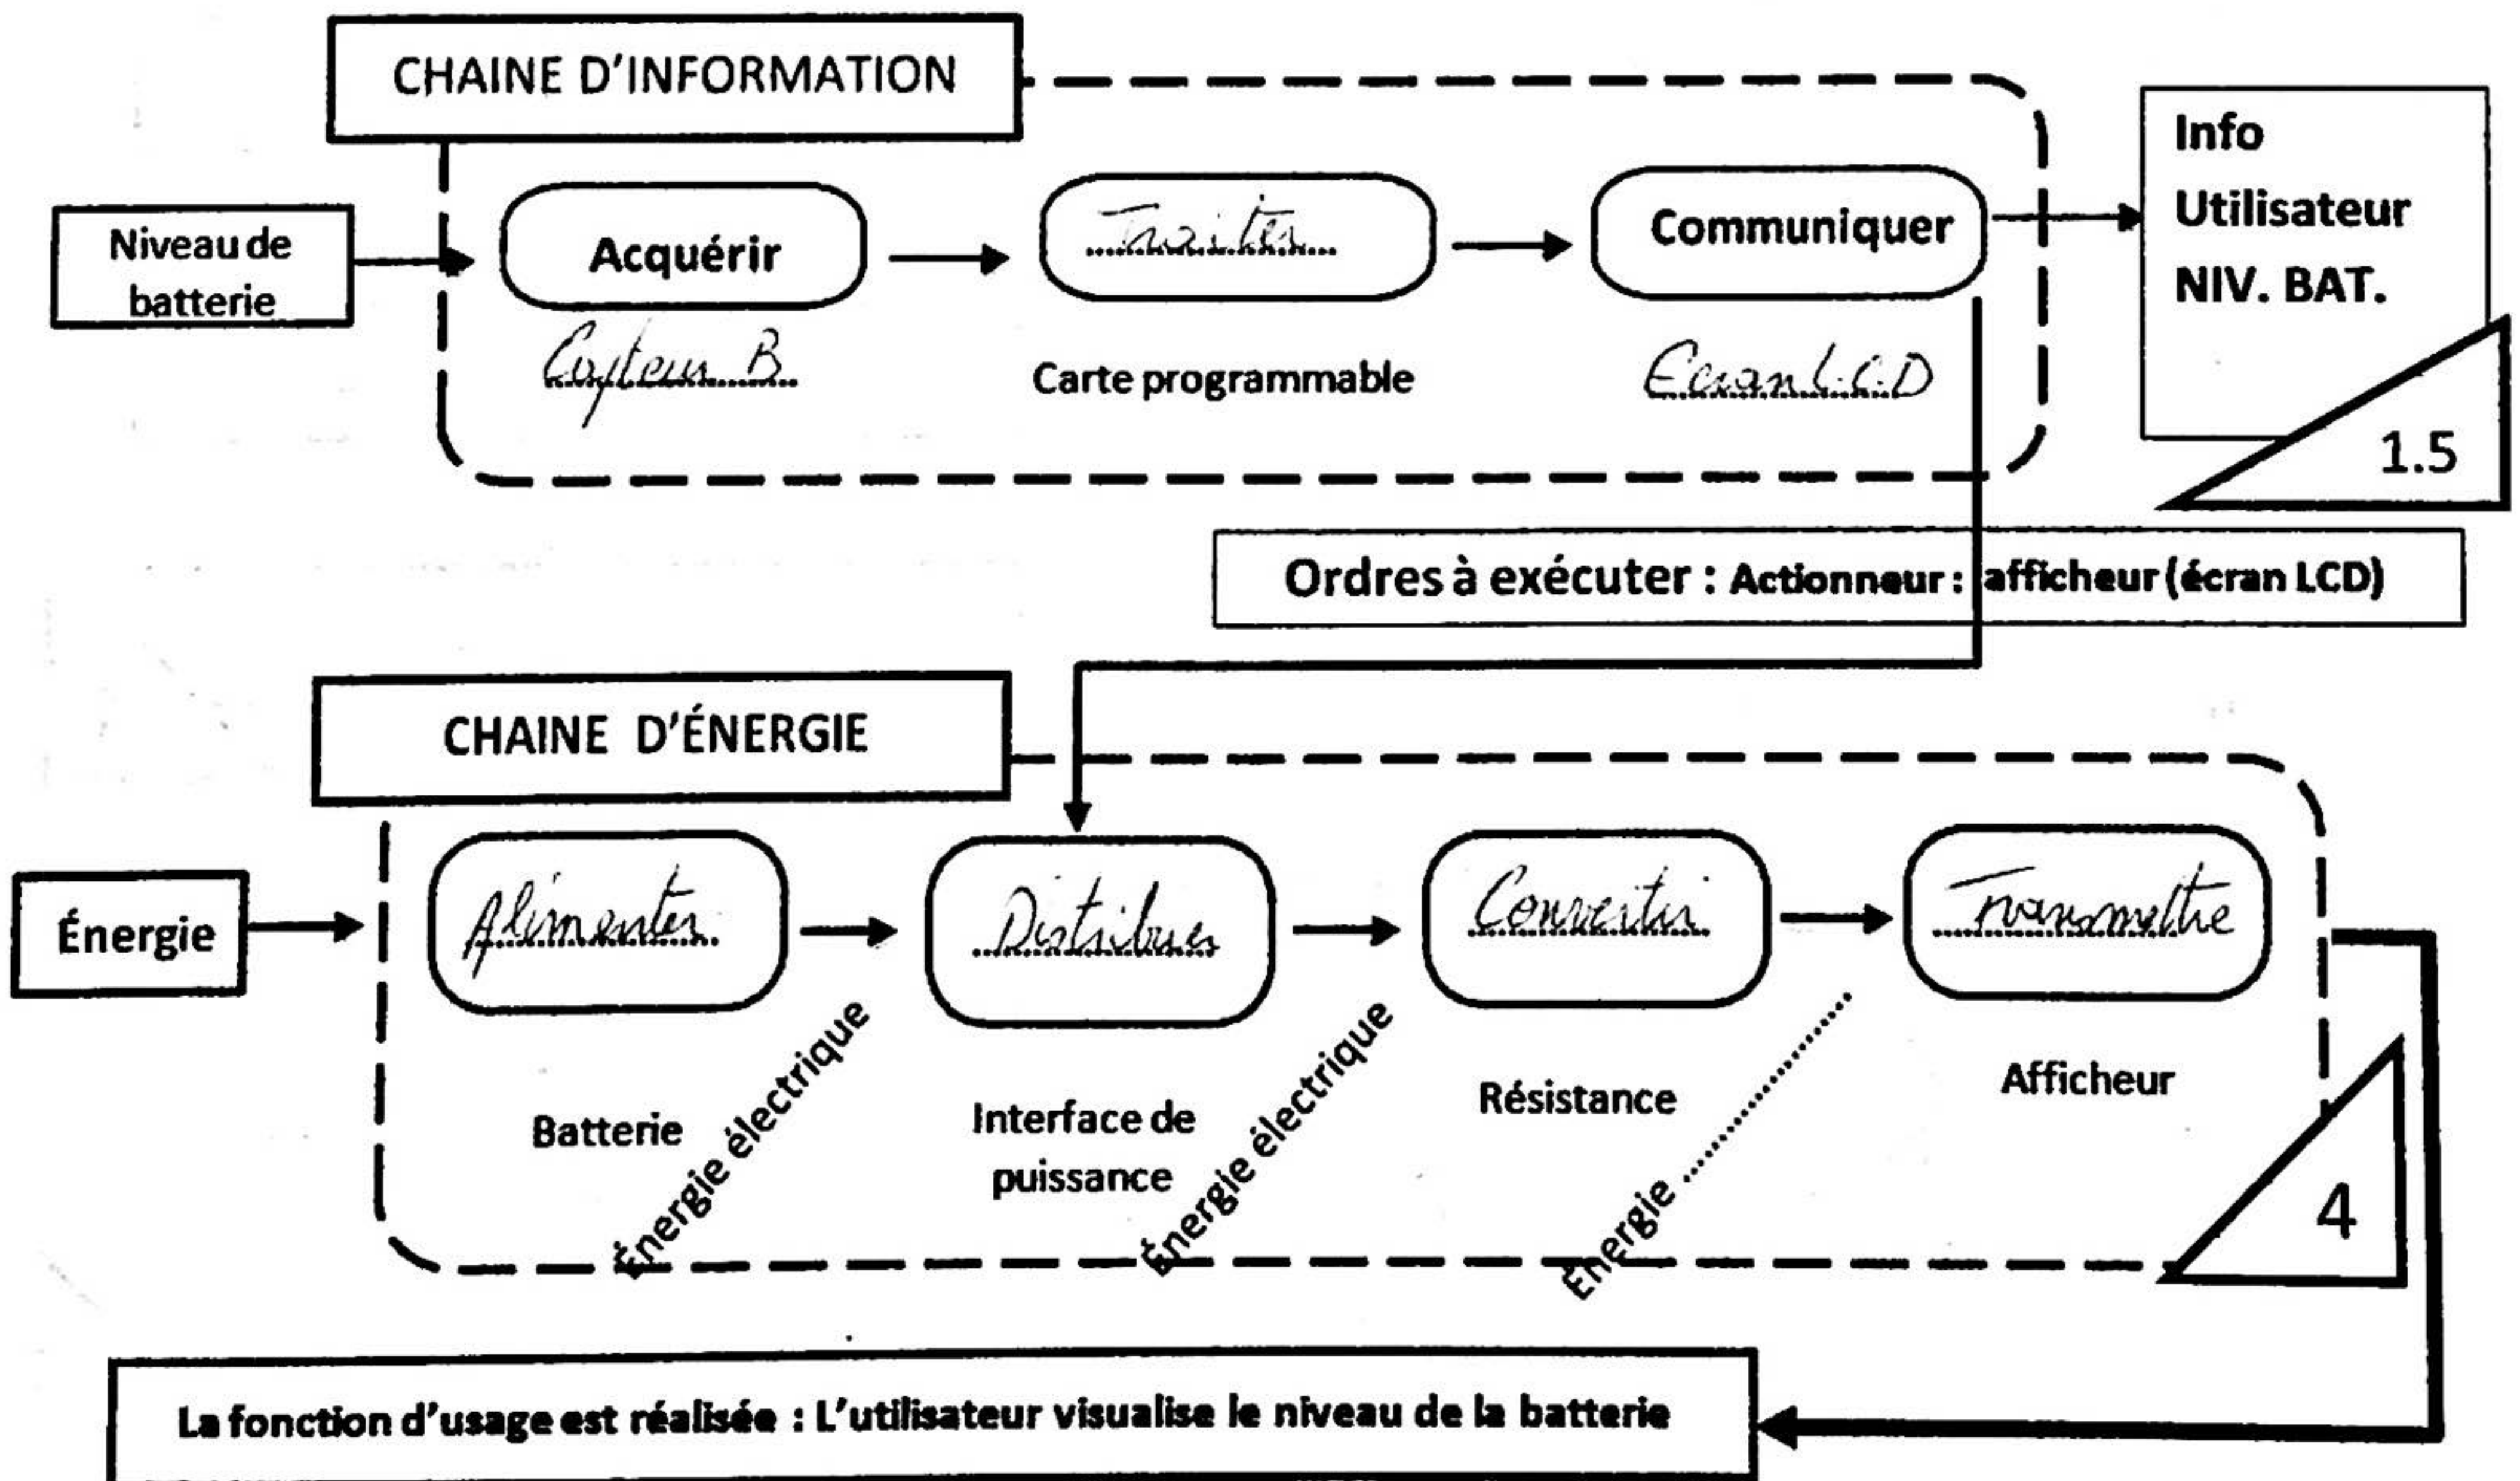 CHAINE D'INFORMATION
Niveau de
batterie
Acquérir
Traiter
Communiquer
Capteur B
Carte programmable
Ecran L.C.D
Info
Utilisateur
NIV. BAT.
1.5
Ordres à exécuter : Actionneur : afficheur (écran LCD)
CHAINE D'ÉNERGIE
Énergie
Alimenter
Distribuer
Convertir
Transmettre
Batterie
Énergie électrique
Interface de
puissance
Énergie électrique
Résistance
Énergie ..................
Afficheur
4
La fonction d'usage est réalisée : L'utilisateur visualise le niveau de la batterie